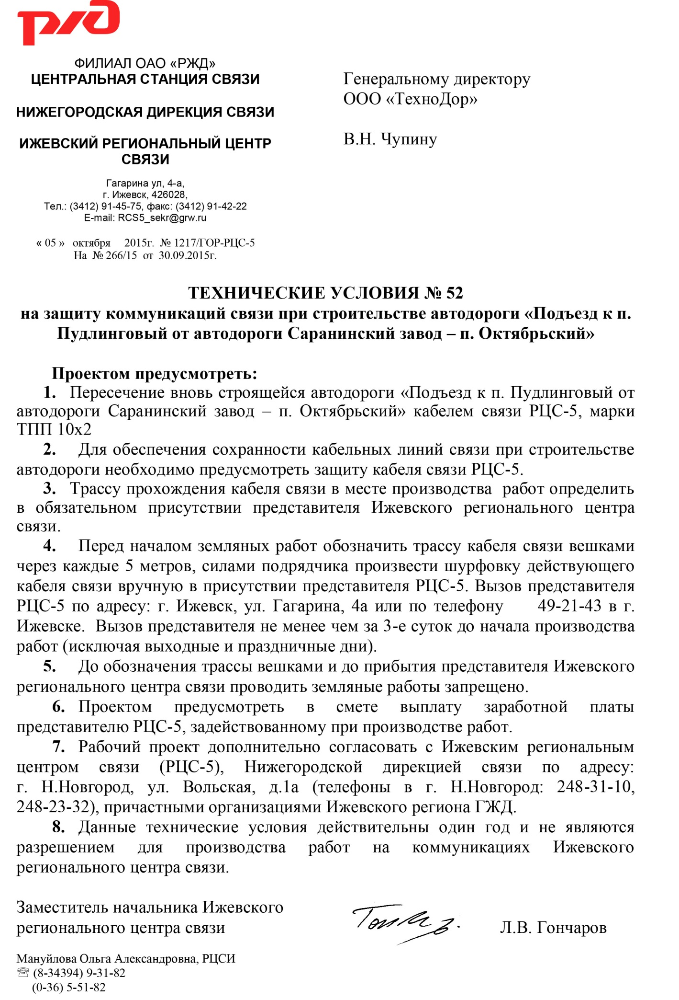 ржд
ФИЛИАЛ ОАО «РЖД»
ЦЕНТРАЛЬНАЯ СТАНЦИЯ СВЯЗИ
НИЖЕГОРОДСКАЯ ДИРЕКЦИЯ СВЯЗИ
ИЖЕВСКИЙ РЕГИОНАЛЬНЫЙ ЦЕНТР
СВЯЗИ
Гагарина ул, 4-а,
г. Ижевск, 426028,
Тел.: (3412) 91-45-75, факс: (3412) 91-42-22
E-mail: RCS5_sekr@grw.ru
« 05 » октября 2015г. № 1217/ГОР-РЦС-5
На № 266/15 от 30.09.2015г.
Генеральному директору
ООО «ТехноДор»
В.Н. Чупину
ТЕХНИЧЕСКИЕ УСЛОВИЯ № 52
на защиту коммуникаций связи при строительстве автодороги «Подъезд к п.
Пудлинговый от автодороги Саранинский завод – п. Октябрьский»
Проектом предусмотреть:
1. Пересечение вновь строящейся автодороги «Подъезд к п. Пудлинговый от
автодороги Саранинский завод – п. Октябрьский» кабелем связи РЦС-5, марки
ТПП 10х2
2. Для обеспечения сохранности кабельных линий связи при строительстве
автодороги необходимо предусмотреть защиту кабеля связи РЦС-5.
3. Трассу прохождения кабеля связи в месте производства работ определить
в обязательном присутствии представителя Ижевского регионального центра
связи.
4. Перед началом земляных работ обозначить трассу кабеля связи вешками
через каждые 5 метров, силами подрядчика произвести шурфовку действующего
кабеля связи вручную в присутствии представителя РЦС-5. Вызов представителя
РЦС-5 по адресу: г. Ижевск, ул. Гагарина, 4а или по телефону 49-21-43 в г.
Ижевске. Вызов представителя не менее чем за 3-е суток до начала производства
работ (исключая выходные и праздничные дни).
5. До обозначения трассы вешками и до прибытия представителя Ижевского
регионального центра связи проводить земляные работы запрещено.
6. Проектом предусмотреть в смете выплату заработной платы
представителю РЦС-5, задействованному при производстве работ.
7. Рабочий проект дополнительно согласовать с Ижевским региональным
центром связи (РЦС-5), Нижегородской дирекцией связи по адресу:
г. Н.Новгород, ул. Вольская, д.1а (телефоны в г. Н.Новгород: 248-31-10,
248-23-32), причастными организациями Ижевского региона ГЖД.
8. Данные технические условия действительны один год и не являются
разрешением для производства работ на коммуникациях Ижевского
регионального центра связи.
Заместитель начальника Ижевского
регионального центра связи
Л.В. Гончаров
Мануйлова Ольга Александровна, РЦСИ
☏ (8-34394) 9-31-82
(0-36) 5-51-82